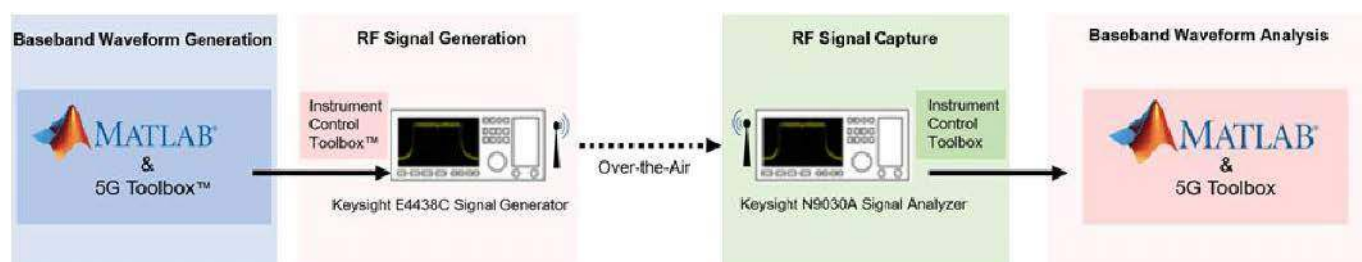 Baseband Waveform Generation
MATLAB®
&
5G Toolbox™
RF Signal Generation
Instrument
Control
Toolbox™
Keysight E4438C Signal Generator
Over-the-Air
RF Signal Capture
Instrument
Control
Toolbox
Keysight N9030A Signal Analyzer
Baseband Waveform Analysis
MATLAB®
&
5G Toolbox